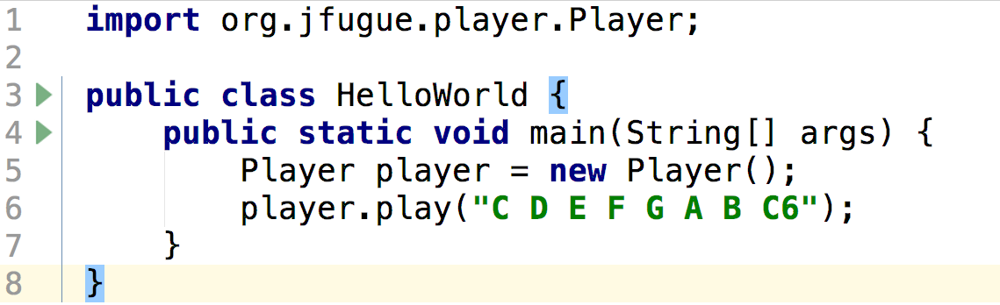 1 import org.jfugue.player.Player;
2
3 public class HelloWorld {
4 public static void main(String[] args) {
5 Player player = new Player();
6 player.play("C D E F G A B C6");
7 }
8 }